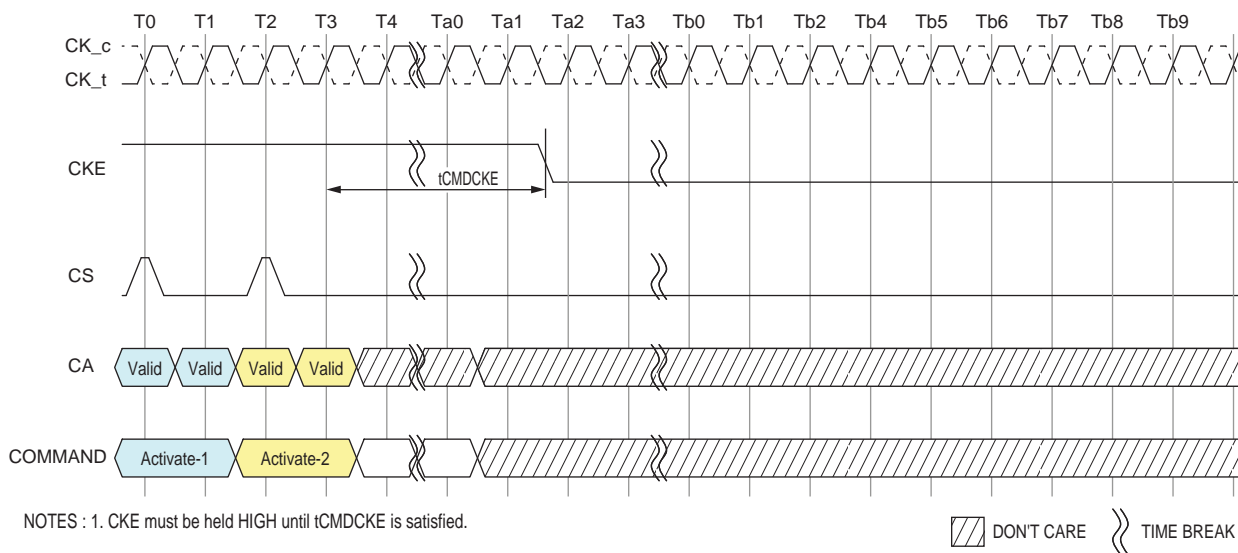 T0 T1 T2 T3 T4 Ta0 Ta1 Ta2 Ta3 Tb0 Tb1 Tb2 Tb4 Tb5 Tb6 Tb7 Tb8 Tb9
CK_c
CK_t
CKE
tCMDCKE
CS
CA Valid Valid Valid Valid
COMMAND Activate-1 Activate-2
NOTES : 1. CKE must be held HIGH until tCMDCKE is satisfied.
DON'T CARE TIME BREAK